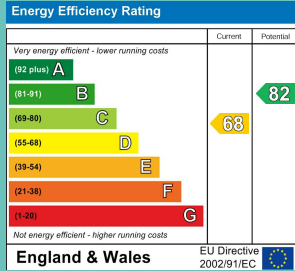 Energy Efficiency Rating
Current Potential
Very energy efficient - lower running costs
(92 plus) A
(81-91) B
82
(69-80) C
68
(55-68) D
(39-54) E
(21-38) F
(1-20) G
Not energy efficient - higher running costs
England & Wales
EU Directive
2002/91/EC